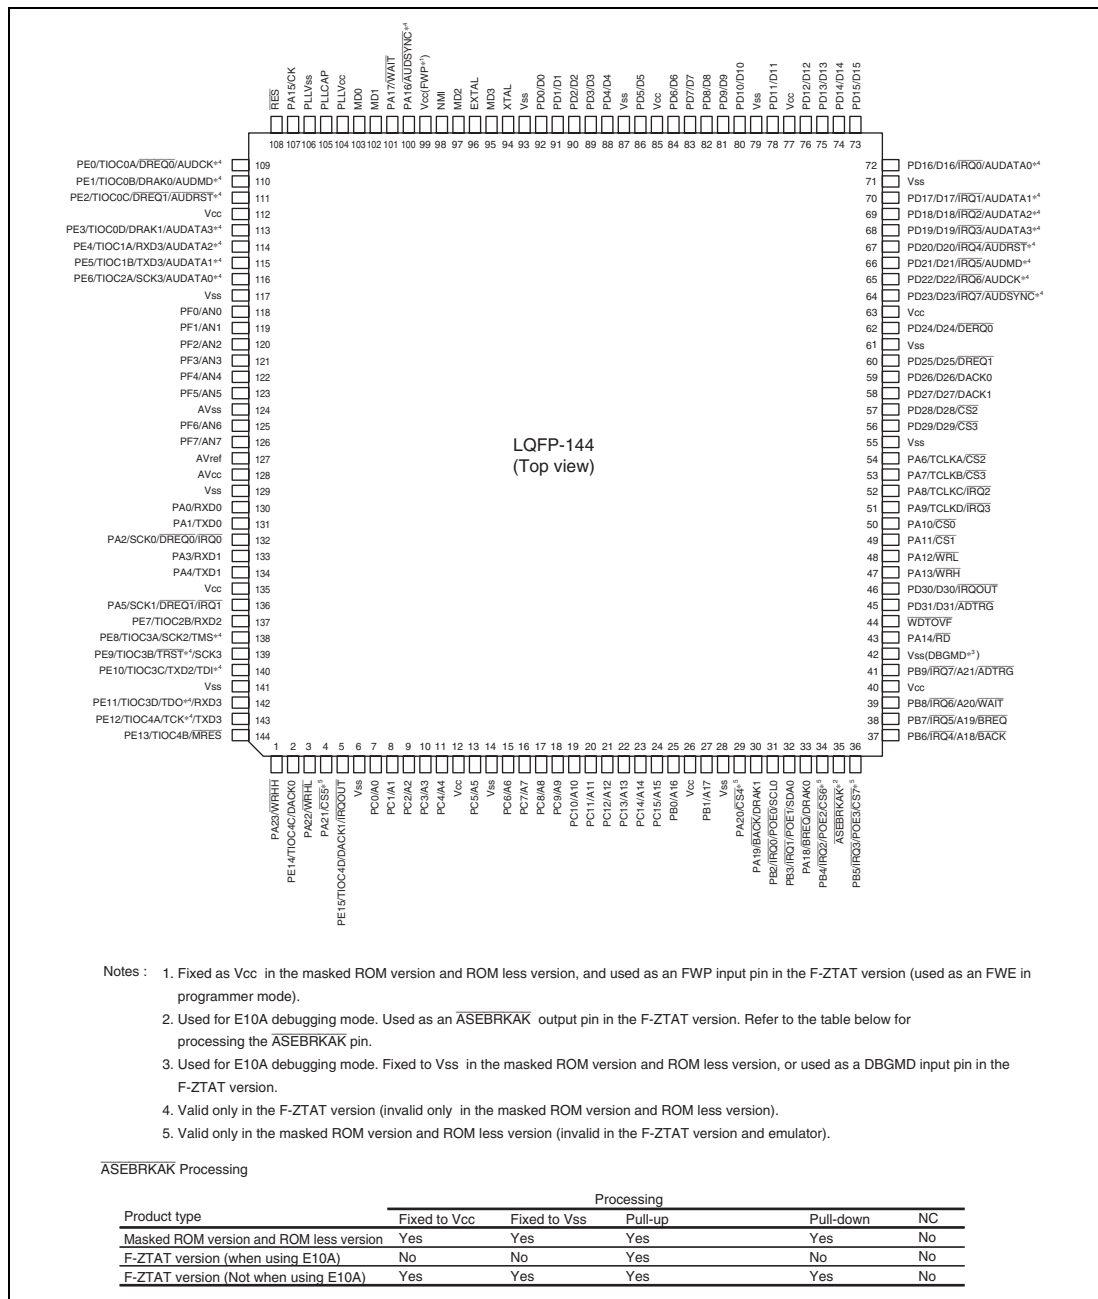 RES
PA15/CK
PLLVss
PLLCAP
PLLVcc
MD0
MD1
PA17/WAIT
PA16/AUDSYNC*4
Vcc(FWP*1)
NMI
MD2
EXTAL
MD3
XTAL
Vss
PD0/D0
PD1/D1
PD2/D2
PD3/D3
PD4/D4
Vss
PD5/D5
Vcc
PD6/D6
PD7/D7
PD8/D8
PD9/D9
PD10/D10
Vss
PD11/D11
Vcc
PD12/D12
PD13/D13
PD14/D14
PD15/D15
108 107 106 105 104 103 102 101 100 99 98 97 96 95 94 93 92 91 90 89 88 87 86 85 84 83 82 81 80 79 78 77 76 75 74 73
PE0/TIOC0A/DREQ0/AUDCK*4 109
PE1/TIOC0B/DRAK0/AUDMD*4 110
PE2/TIOC0C/DREQ1/AUDRST*4 111
Vcc 112
PE3/TIOC0D/DRAK1/AUDATA3*4 113
PE4/TIOC1A/RXD3/AUDATA2*4 114
PE5/TIOC1B/TXD3/AUDATA1*4 115
PE6/TIOC2A/SCK3/AUDATA0*4 116
Vss 117
PF0/AN0 118
PF1/AN1 119
PF2/AN2 120
PF3/AN3 121
PF4/AN4 122
PF5/AN5 123
AVss 124
PF6/AN6 125
PF7/AN7 126
AVref 127
AVcc 128
Vss 129
PA0/RXD0 130
PA1/TXD0 131
PA2/SCK0/DREQ0/IRQ0 132
PA3/RXD1 133
PA4/TXD1 134
Vcc 135
PA5/SCK1/DREQ1/IRQ1 136
PE7/TIOC2B/RXD2 137
PE8/TIOC3A/SCK2/TMS*4 138
PE9/TIOC3B/TRST*4/SCK3 139
PE10/TIOC3C/TXD2/TDI*4 140
Vss 141
PE11/TIOC3D/TDO*4/RXD3 142
PE12/TIOC4A/TCK*4/TXD3 143
PE13/TIOC4B/MRES 144
LQFP-144
(Top view)
72 PD16/D16/IRQ0/AUDATA0*4
71 Vss
70 PD17/D17/IRQ1/AUDATA1*4
69 PD18/D18/IRQ2/AUDATA2*4
68 PD19/D19/IRQ3/AUDATA3*4
67 PD20/D20/IRQ4/AUDRST*4
66 PD21/D21/IRQ5/AUDMD*4
65 PD22/D22/IRQ6/AUDCK*4
64 PD23/D23/IRQ7/AUDSYNC*4
63 Vcc
62 PD24/D24/DERQ0
61 Vss
60 PD25/D25/DREQ1
59 PD26/D26/DACK0
58 PD27/D27/DACK1
57 PD28/D28/CS2
56 PD29/D29/CS3
55 Vss
54 PA6/TCLKA/CS2
53 PA7/TCLKB/CS3
52 PA8/TCLKC/IRQ2
51 PA9/TCLKD/IRQ3
50 PA10/CS0
49 PA11/CS1
48 PA12/WRL
47 PA13/WRH
46 PD30/D30/IRQOUT
45 PD31/D31/ADTRG
44 WDTOVF
43 PA14/RD
42 Vss(DBGMD*3)
41 PB9/IRQ7/A21/ADTRG
40 Vcc
39 PB8/IRQ6/A20/WAIT
38 PB7/IRQ5/A19/BREQ
37 PB6/IRQ4/A18/BACK
1 2 3 4 5 6 7 8 9 10 11 12 13 14 15 16 17 18 19 20 21 22 23 24 25 26 27 28 29 30 31 32 33 34 35 36
PA23/WRHH
PE14/TIOC4C/DACK0
PA22/WRHL
PA21/CS5*5
PE15/TIOC4D/DACK1/IRQOUT
Vss
PC0/A0
PC1/A1
PC2/A2
PC3/A3
PC4/A4
Vcc
PC5/A5
Vss
PC6/A6
PC7/A7
PC8/A8
PC9/A9
PC10/A10
PC11/A11
PC12/A12
PC13/A13
PC14/A14
PC15/A15
PB0/A16
Vcc
PB1/A17
Vss
PA20/CS4*5
PA19/BACK/DRAK1
PB2/IRQ0/POE0/SCL0
PB3/IRQ1/POE1/SDA0
PA18/BREQ/DRAK0
PB4/IRQ2/POE2/CS6*5
ASEBRKAK*2
PB5/IRQ3/POE3/CS7*5
Notes : 1. Fixed as Vcc in the masked ROM version and ROM less version, and used as an FWP input pin in the F-ZTAT version (used as an FWE in
programmer mode).
2. Used for E10A debugging mode. Used as an ASEBRKAK output pin in the F-ZTAT version. Refer to the table below for
processing the ASEBRKAK pin.
3. Used for E10A debugging mode. Fixed to Vss in the masked ROM version and ROM less version, or used as a DBGMD input pin in the
F-ZTAT version.
4. Valid only in the F-ZTAT version (invalid only in the masked ROM version and ROM less version).
5. Valid only in the masked ROM version and ROM less version (invalid in the F-ZTAT version and emulator).
ASEBRKAK Processing
Processing
Product type Fixed to Vcc Fixed to Vss Pull-up Pull-down NC
Masked ROM version and ROM less version Yes Yes Yes Yes No
F-ZTAT version (when using E10A) No No Yes No No
F-ZTAT version (Not when using E10A) Yes Yes Yes Yes No